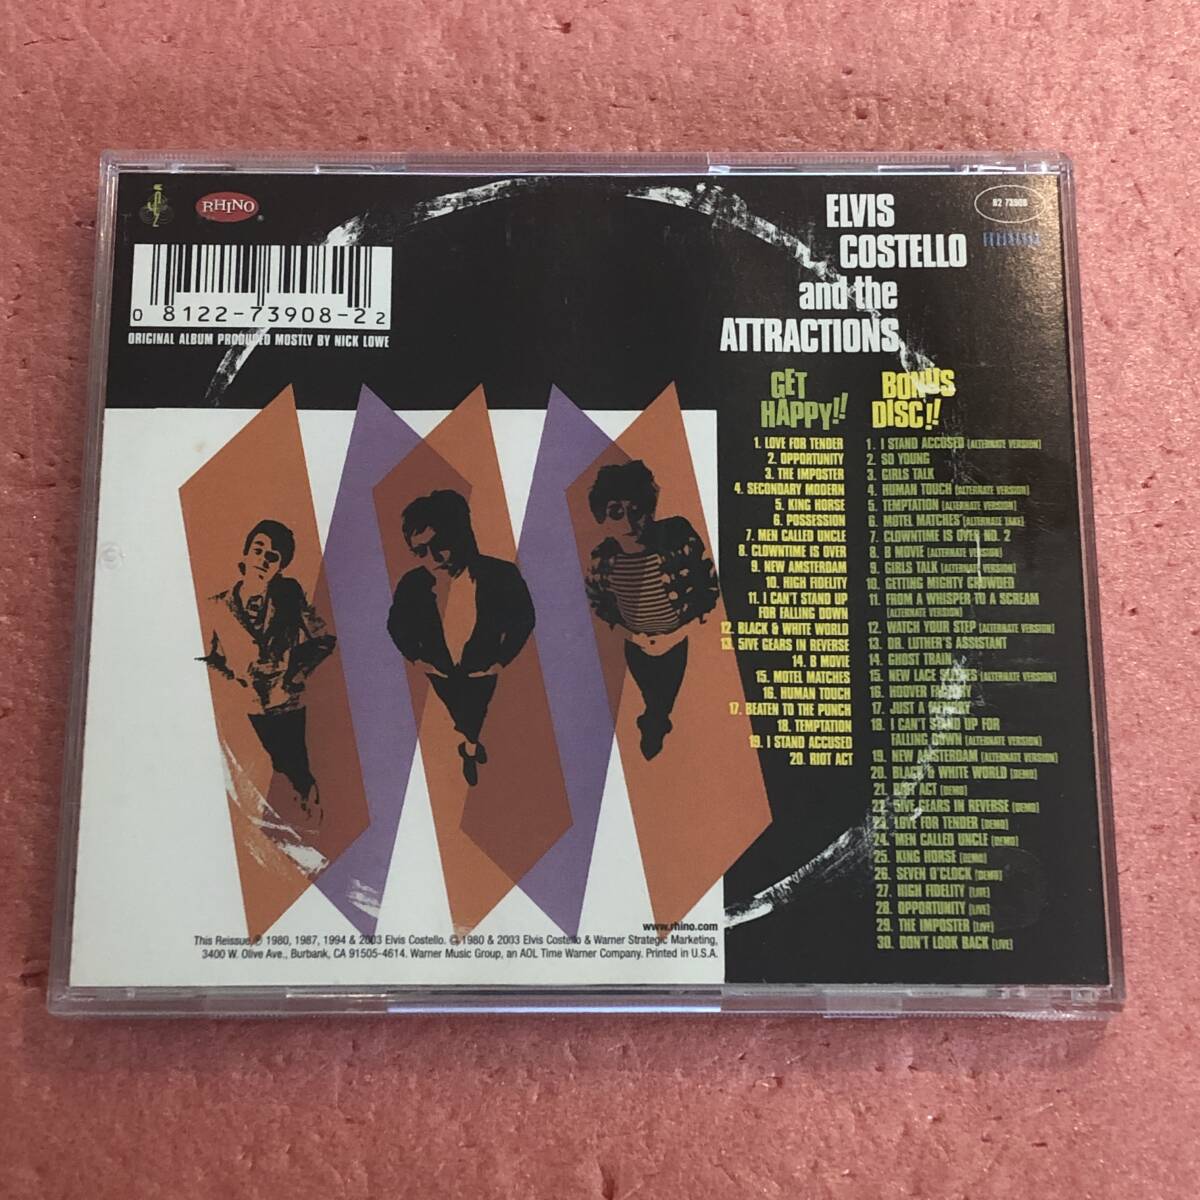 RHINO
0 8122-73908-2 2
ORIGINAL ALBUM PRODUCED MOSTLY BY NICK LOWE
R2 73908
ELVIS
COSTELLO
and the
ATTRACTIONS
GET
HAPPY!!
1. LOVE FOR TENDER
2. OPPORTUNITY
3. THE IMPOSTER
4. SECONDARY MODERN
5. KING HORSE
6. POSSESSION
7. MEN CALLED UNCLE
8. CLOWNTIME IS OVER
9. NEW AMSTERDAM
10. HIGH FIDELITY
11. I CAN'T STAND UP
FOR FALLING DOWN
12. BLACK & WHITE WORLD
13. 5IVE GEARS IN REVERSE
14. B MOVIE
15. MOTEL MATCHES
16. HUMAN TOUCH
17. BEATEN TO THE PUNCH
18. TEMPTATION
19. I STAND ACCUSED
20. RIOT ACT
BONUS
DISC!!
1. I STAND ACCUSED [ALTERNATE VERSION]
2. SO YOUNG
3. GIRLS TALK
4. HUMAN TOUCH [ALTERNATE VERSION]
5. TEMPTATION [ALTERNATE VERSION]
6. MOTEL MATCHES [ALTERNATE TAKE]
7. CLOWNTIME IS OVER NO. 2
8. B MOVIE [ALTERNATE VERSION]
9. GIRLS TALK [ALTERNATE VERSION]
10. GETTING MIGHTY CROWDED
11. FROM A WHISPER TO A SCREAM
[ALTERNATE VERSION]
12. WATCH YOUR STEP [ALTERNATE VERSION]
13. DR. LUTHER'S ASSISTANT
14. GHOST TRAIN
15. NEW LACE SLEEVES [ALTERNATE VERSION]
16. HOOVER FACTORY
17. JUST A MEMORY
18. I CAN'T STAND UP FOR
FALLING DOWN [ALTERNATE VERSION]
19. NEW AMSTERDAM [ALTERNATE VERSION]
20. BLACK & WHITE WORLD [DEMO]
21. RIOT ACT [DEMO]
22. 5IVE GEARS IN REVERSE [DEMO]
23. LOVE FOR TENDER [DEMO]
24. MEN CALLED UNCLE [DEMO]
25. KING HORSE [DEMO]
26. SEVEN O'CLOCK [DEMO]
27. HIGH FIDELITY [LIVE]
28. OPPORTUNITY [LIVE]
29. THE IMPOSTER [LIVE]
30. DON'T LOOK BACK [LIVE]
www.rhino.com
This Reissue ℗ 1980, 1987, 1994 & 2003 Elvis Costello. © 1980 & 2003 Elvis Costello & Warner Strategic Marketing,
3400 W. Olive Ave., Burbank, CA 91505-4614. Warner Music Group, an AOL Time Warner Company. Printed in U.S.A.